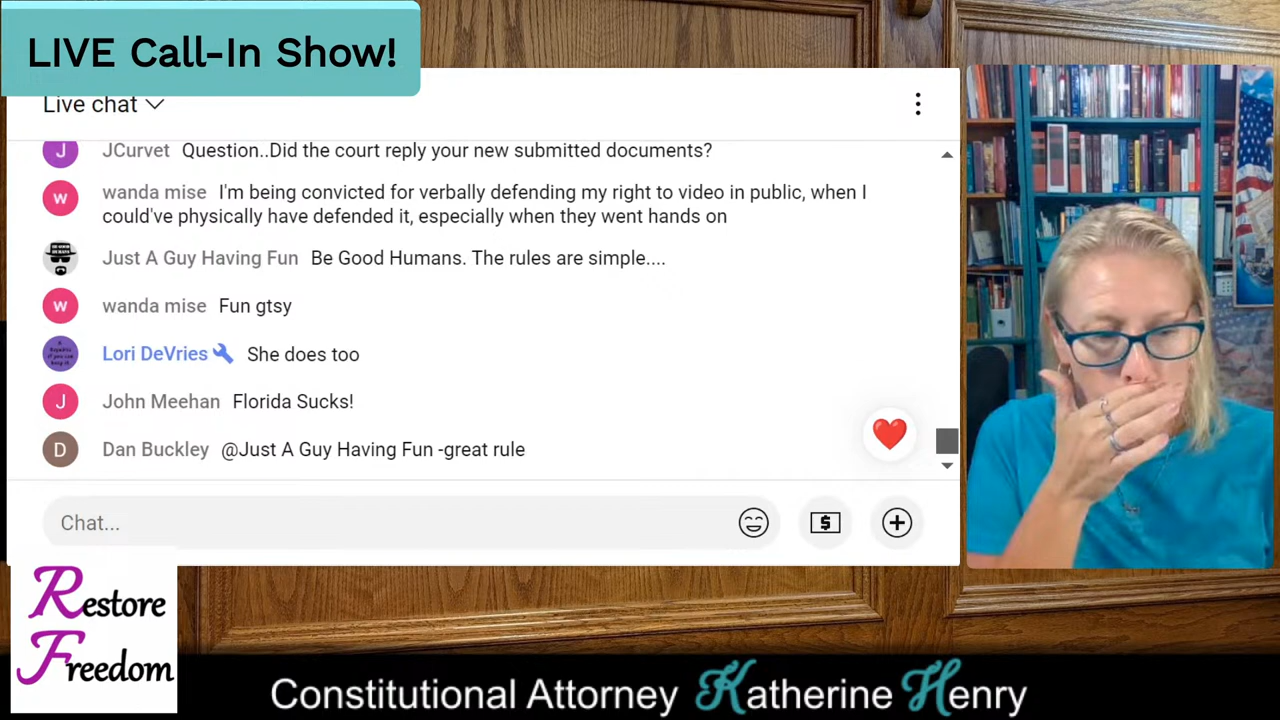 LIVE Call-In Show!
Live chat
J JCurvet Question..Did the court reply your new submitted documents?
w wanda mise I'm being convicted for verbally defending my right to video in public, when I
could've physically have defended it, especially when they went hands on
Just A Guy Having Fun Be Good Humans. The rules are simple....
w wanda mise Fun gtsy
Lori DeVries She does too
J John Meehan Florida Sucks!
D Dan Buckley @Just A Guy Having Fun -great rule
Chat...
$
Restore
Freedom
Constitutional Attorney Katherine Henry